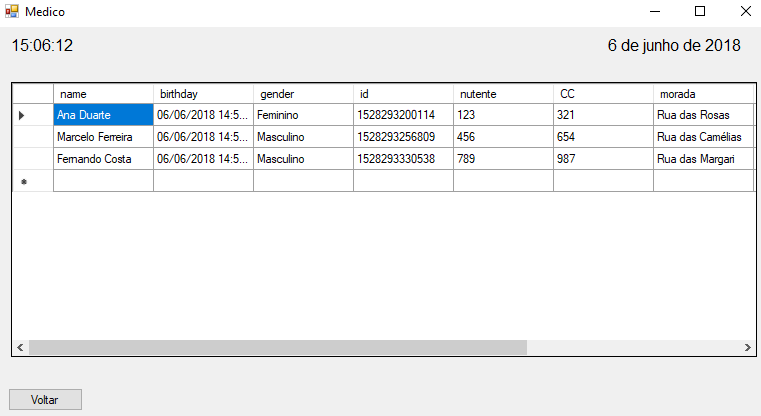 Medico
15:06:12 6 de junho de 2018
name birthday gender id nutente CC morada
Ana Duarte 06/06/2018 14:5... Feminino 1528293200114 123 321 Rua das Rosas
Marcelo Ferreira 06/06/2018 14:5... Masculino 1528293256809 456 654 Rua das Camélias
Fernando Costa 06/06/2018 14:5... Masculino 1528293330538 789 987 Rua das Margari
Voltar